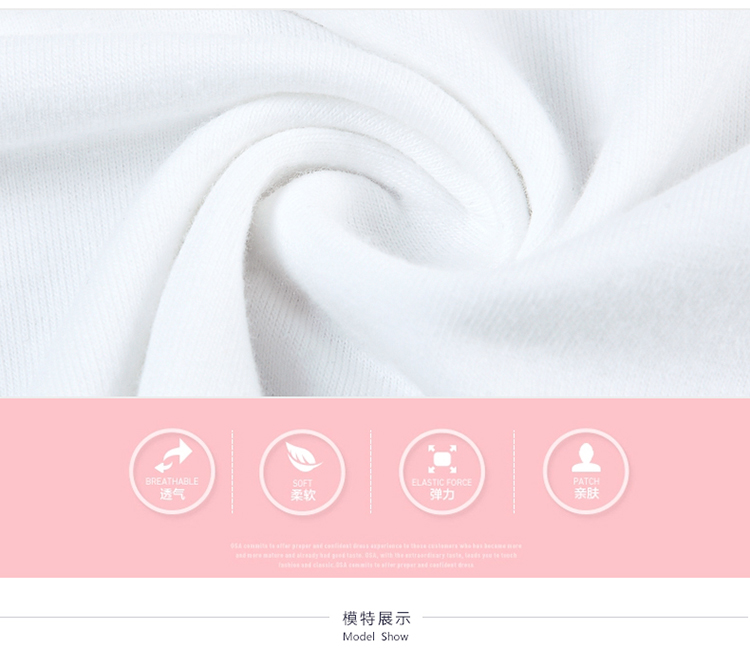 BREATHABLE
透气
SOFT
柔软
ELASTIC FORCE
弹力
PATCH
亲肤
OSA commits to offer proper and confident dress experience to those customers who has become more
and more mature and already had good taste. OSA, with the extraordinary taste, leads you to touch
fashion and classic.OSA commits to offer proper and confident dress
模特展示
Model Show